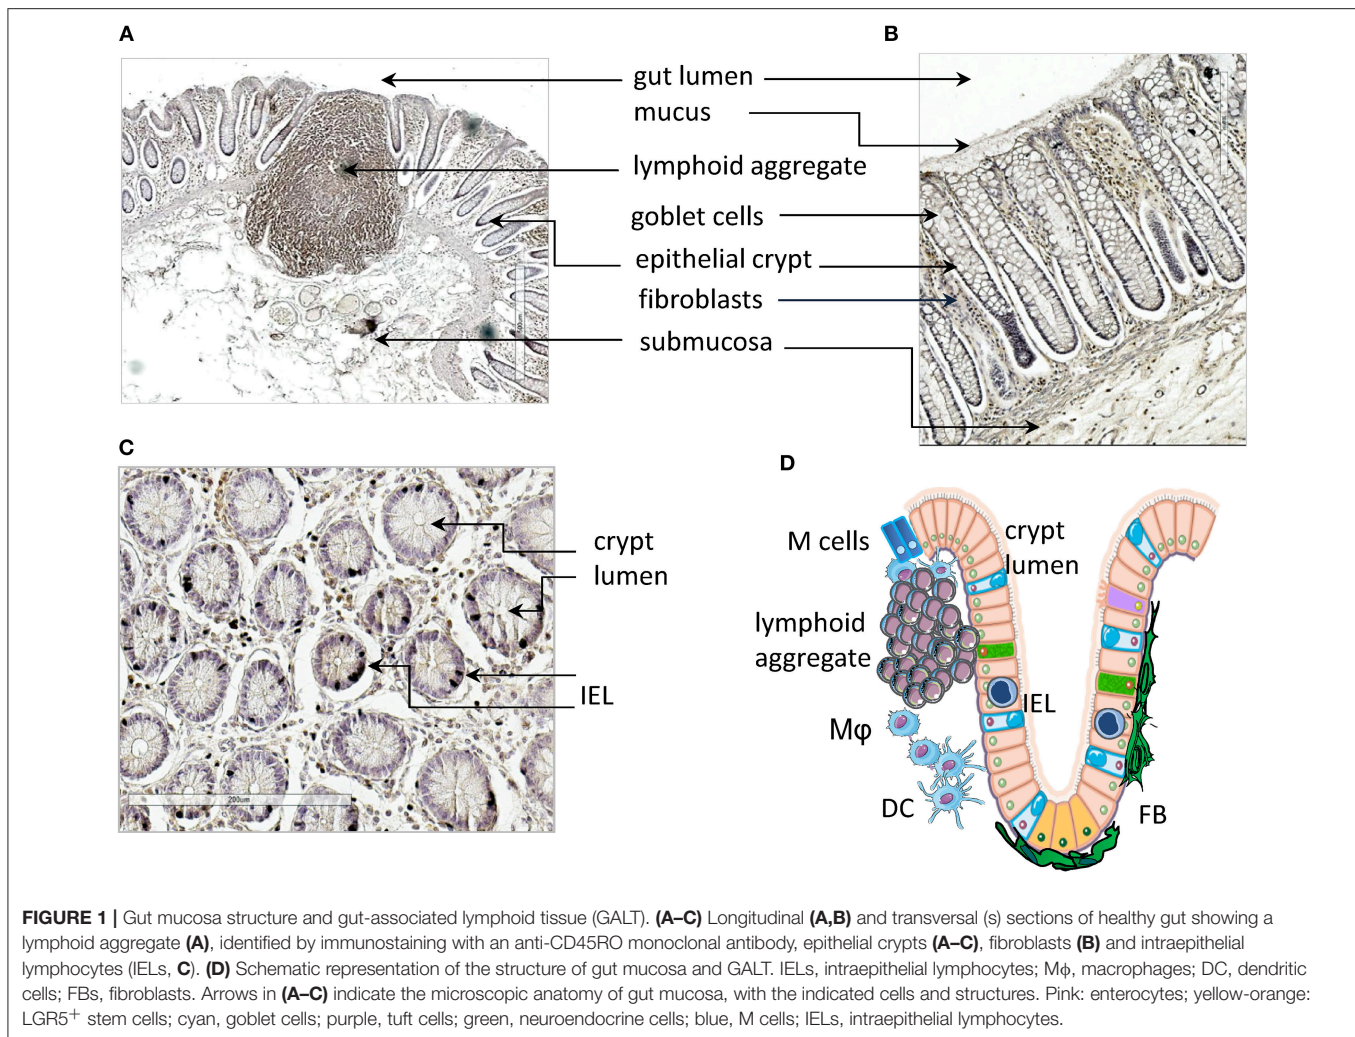 A
B
gut lumen
mucus
lymphoid aggregate
goblet cells
epithelial crypt
fibroblasts
submucosa
C
200um
crypt
lumen
IEL
D
M cells
crypt
lumen
lymphoid
aggregate
IEL
Mφ
DC
FB
FIGURE 1 | Gut mucosa structure and gut-associated lymphoid tissue (GALT). (A–C) Longitudinal (A,B) and transversal (s) sections of healthy gut showing a
lymphoid aggregate (A), identified by immunostaining with an anti-CD45RO monoclonal antibody, epithelial crypts (A–C), fibroblasts (B) and intraepithelial
lymphocytes (IELs, C). (D) Schematic representation of the structure of gut mucosa and GALT. IELs, intraepithelial lymphocytes; Mφ, macrophages; DC, dendritic
cells; FBs, fibroblasts. Arrows in (A–C) indicate the microscopic anatomy of gut mucosa, with the indicated cells and structures. Pink: enterocytes; yellow-orange:
LGR5⁺ stem cells; cyan, goblet cells; purple, tuft cells; green, neuroendocrine cells; blue, M cells; IELs, intraepithelial lymphocytes.